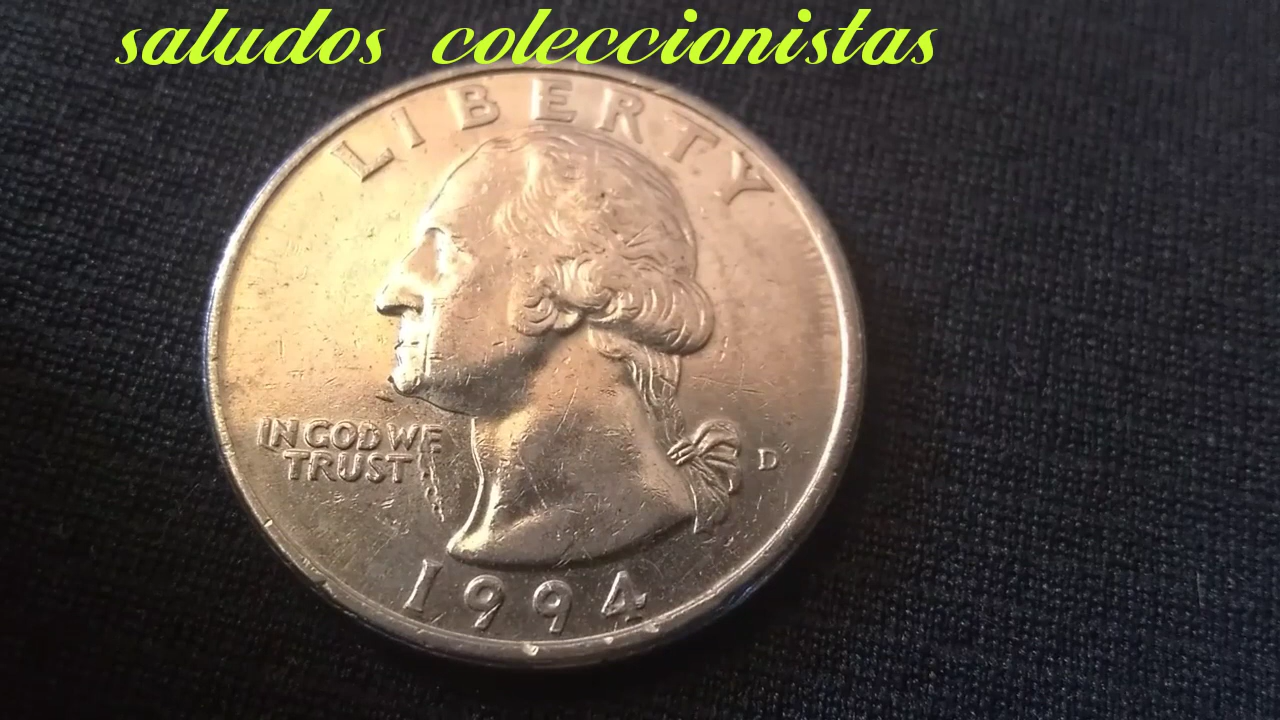 saludos coleccionistas
LIBERTY
IN GOD WE
TRUST
D
1994